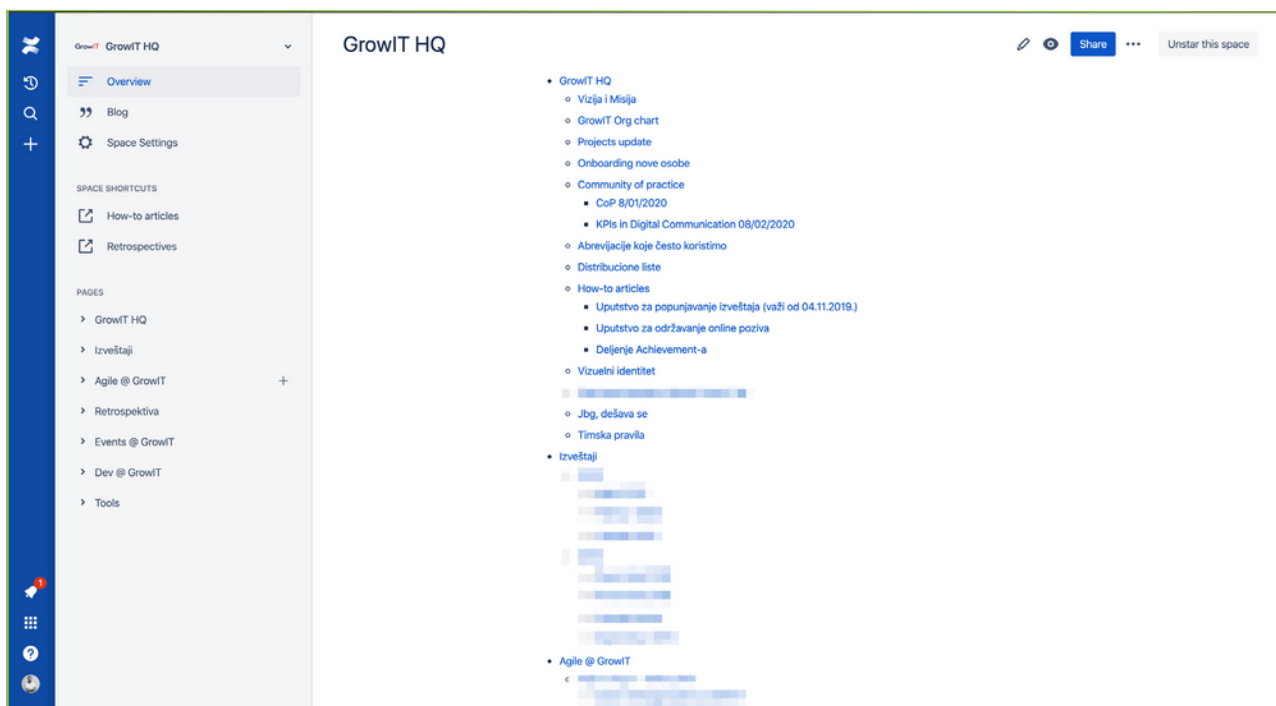 GrowIT GrowIT HQ
Overview
Blog
Space Settings
SPACE SHORTCUTS
How-to articles
Retrospectives
PAGES
GrowIT HQ
Izveštaji
Agile @ GrowIT
Retrospektiva
Events @ GrowIT
Dev @ GrowIT
Tools
1
GrowIT HQ
Share
Unstar this space
GrowIT HQ
Vizija i Misija
GrowIT Org chart
Projects update
Onboarding nove osobe
Community of practice
CoP 8/01/2020
KPIs in Digital Communication 08/02/2020
Abrevijacije koje često koristimo
Distribucione liste
How-to articles
Uputstvo za popunjavanje izveštaja (važi od 04.11.2019.)
Uputstvo za održavanje online poziva
Deljenje Achievement-a
Vizuelni identitet
Jbg, dešava se
Timska pravila
Izveštaji
Agile @ GrowIT